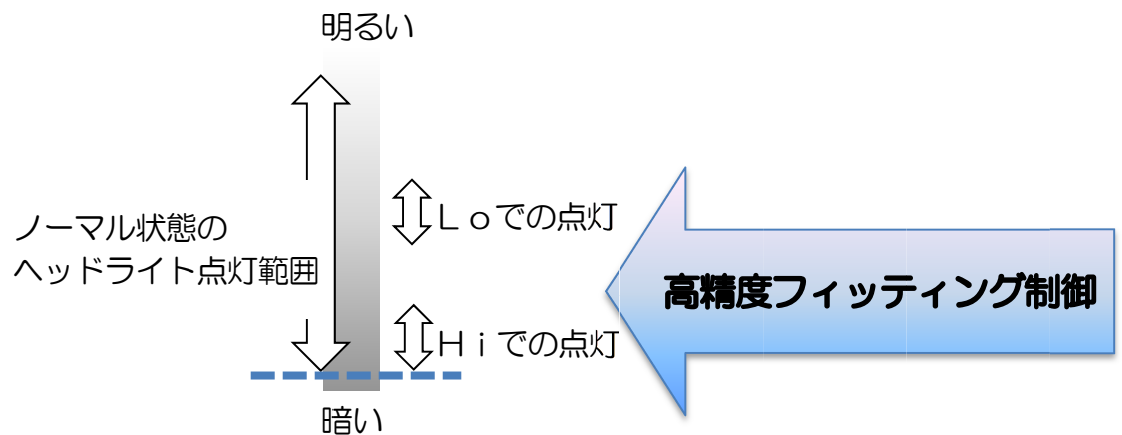 明るい
Ｌｏでの点灯
ノーマル状態の
ヘッドライト点灯範囲
高精度フィッティング制御
Ｈｉでの点灯
暗い